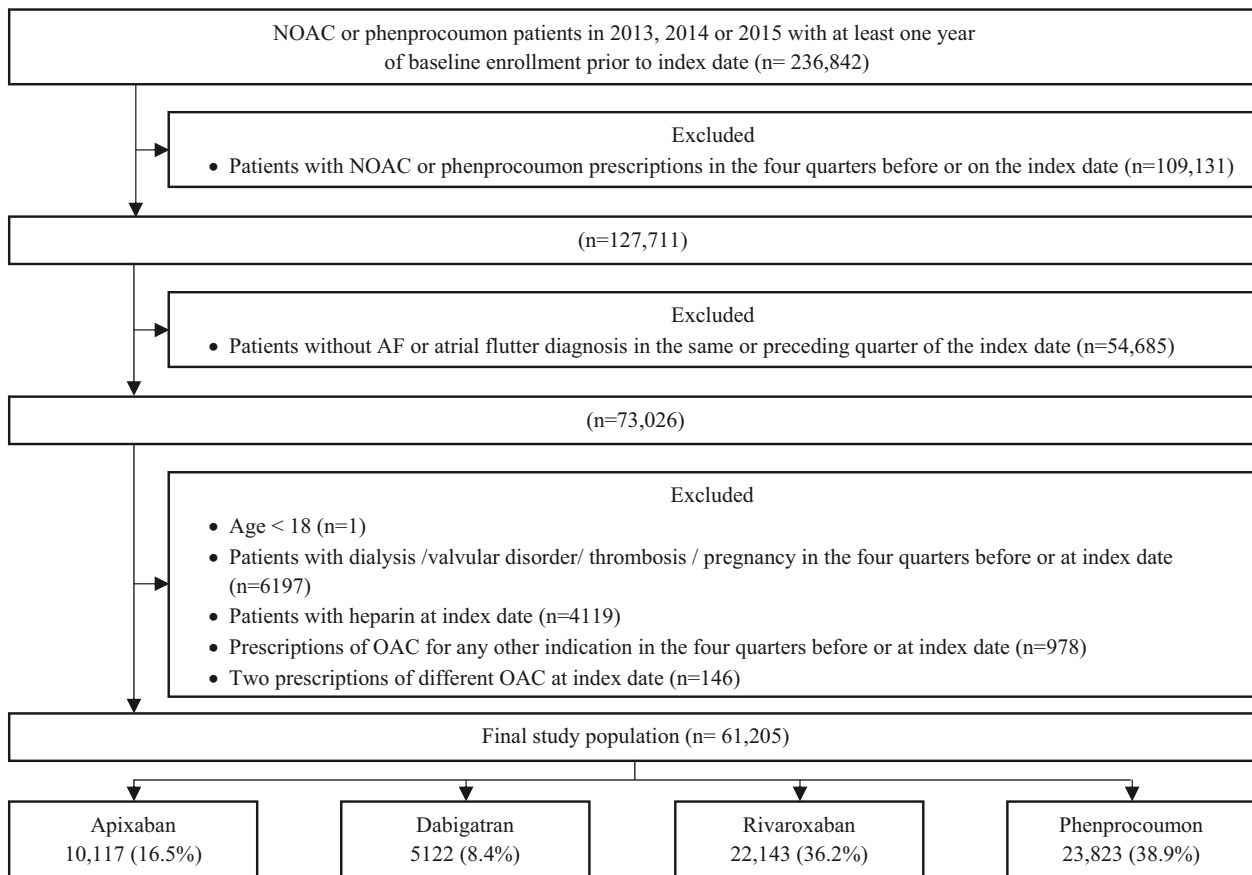 NOAC or phenprocoumon patients in 2013, 2014 or 2015 with at least one year
of baseline enrollment prior to index date (n= 236,842)
Excluded
• Patients with NOAC or phenprocoumon prescriptions in the four quarters before or on the index date (n=109,131)
(n=127,711)
Excluded
• Patients without AF or atrial flutter diagnosis in the same or preceding quarter of the index date (n=54,685)
(n=73,026)
Excluded
• Age < 18 (n=1)
• Patients with dialysis /valvular disorder/ thrombosis / pregnancy in the four quarters before or at index date
(n=6197)
• Patients with heparin at index date (n=4119)
• Prescriptions of OAC for any other indication in the four quarters before or at index date (n=978)
• Two prescriptions of different OAC at index date (n=146)
Final study population (n= 61,205)
Apixaban
10,117 (16.5%)
Dabigatran
5122 (8.4%)
Rivaroxaban
22,143 (36.2%)
Phenprocoumon
23,823 (38.9%)